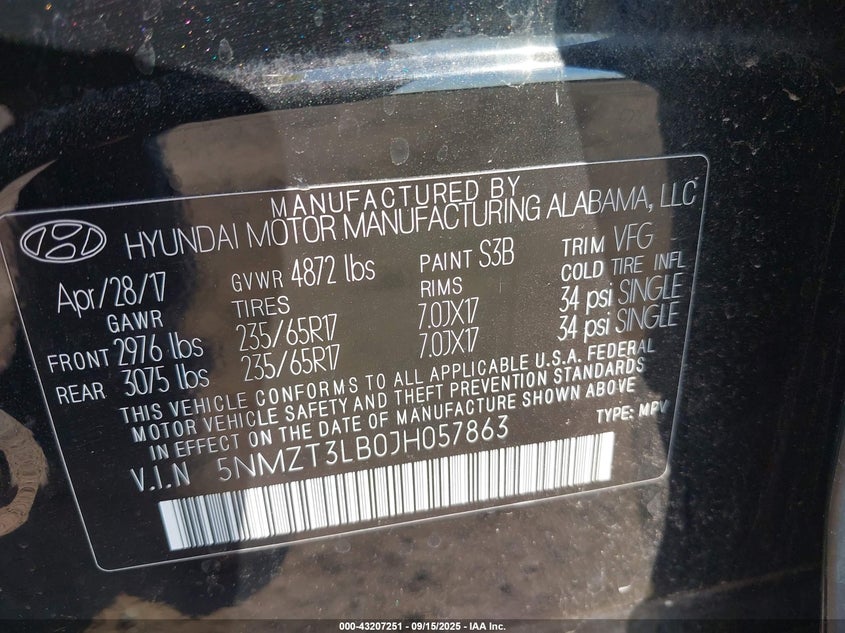 MANUFACTURED BY
HYUNDAI MOTOR MANUFACTURING ALABAMA, LLC
Apr/28/17 GVWR 4872 lbs PAINT S3B TRIM VFG
GAWR TIRES RIMS COLD TIRE INFL
FRONT 2976 lbs 235/65R17 7.0JX17 34 psi SINGLE
REAR 3075 lbs 235/65R17 7.0JX17 34 psi SINGLE
THIS VEHICLE CONFORMS TO ALL APPLICABLE U.S.A. FEDERAL
MOTOR VEHICLE SAFETY AND THEFT PREVENTION STANDARDS
IN EFFECT ON THE DATE OF MANUFACTURE SHOWN ABOVE
V.I.N 5NMZT3LB0JH057863 TYPE: MPV
000-43207251 - 09/15/2025 - IAA Inc.